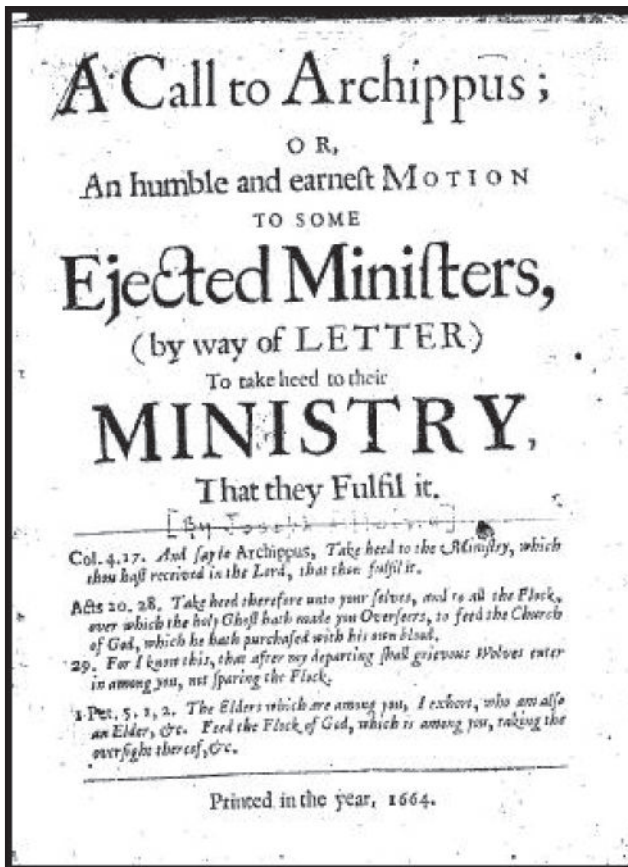 A Call to Archippus;
OR,
An humble and earneſt MOTION
TO SOME
Ejected Miniſters,
(by way of LETTER)
To take heed to their
MINISTRY,
That they Fulfil it.
[By Joseph
Col. 4.17. And ſay to Archippus, Take heed to the Miniſtry, which
thou haſt received in the Lord, that thou fulfil it.
Acts 20. 28. Take heed therefore unto your ſelves, and to all the Flock,
over which the holy Ghoſt hath made you Overſeers, to feed the Church
of God, which he hath purchaſed with his own blood.
29. For I know this, that after my departing ſhall grievous Wolves enter
in among you, not ſparing the Flock.
1 Pet. 5. 1, 2. The Elders which are among you, I exhort, who am alſo
an Elder, &c. Feed the Flock of God, which is among you, taking the
overſight thereof, &c.
Printed in the year, 1664.